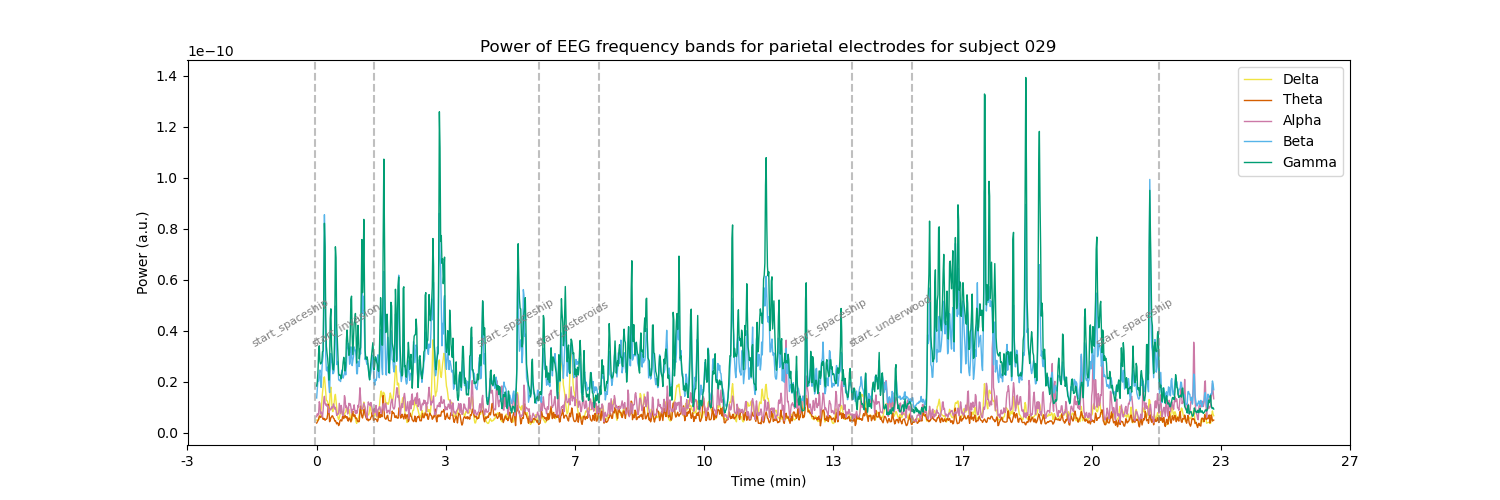 Power of EEG frequency bands for parietal electrodes for subject 029
1e−10
1.4
1.2
1.0
0.8
0.6
0.4
0.2
0.0
Power (a.u.)
start_spaceship
start_invasion
start_spaceship
start_asteroids
start_spaceship
start_underwood
start_spaceship
Delta
Theta
Alpha
Beta
Gamma
-3
0
3
7
10
13
17
20
23
27
Time (min)